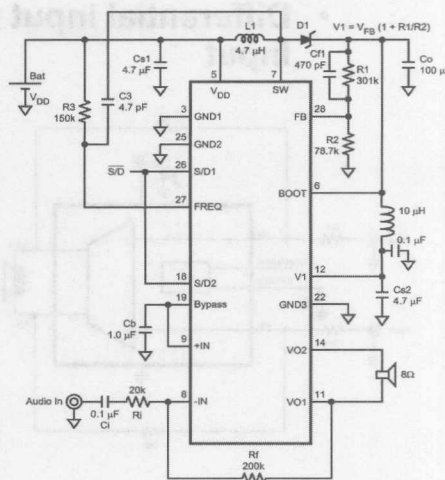 L1
4.7 µH
D1
V1 = VFB (1 + R1/R2)
Cs1
4.7 µF
Cf1
470 pF
R1
301k
Co
100 µ
Bat
VDD
C3
4.7 pF
R3
150k
5
VDD
7
SW
3
GND1
28
FB
25
GND2
R2
78.7k
S/D
26
S/D1
6
BOOT
27
FREQ
10 µH
0.1 µF
12
V1
18
S/D2
Cs2
4.7 µF
19
Bypass
22
GND3
Cb
1.0 µF
9
+IN
14
VO2
8Ω
Audio In
20k
0.1 µF
Ci
Ri
8
-IN
11
VO1
Rf
200k
Differential Input
Input